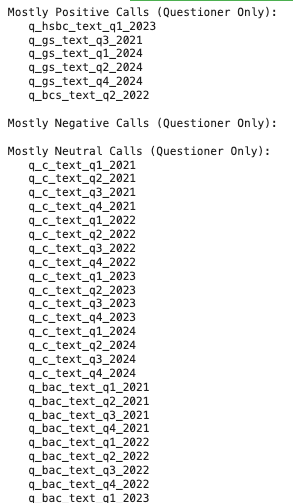 Mostly Positive Calls (Questioner Only):
q_hsbc_text_q1_2023
q_gs_text_q3_2021
q_gs_text_q1_2024
q_gs_text_q2_2024
q_gs_text_q4_2024
q_bcs_text_q2_2022
Mostly Negative Calls (Questioner Only):
Mostly Neutral Calls (Questioner Only):
q_c_text_q1_2021
q_c_text_q2_2021
q_c_text_q3_2021
q_c_text_q4_2021
q_c_text_q1_2022
q_c_text_q2_2022
q_c_text_q3_2022
q_c_text_q4_2022
q_c_text_q1_2023
q_c_text_q2_2023
q_c_text_q3_2023
q_c_text_q4_2023
q_c_text_q1_2024
q_c_text_q2_2024
q_c_text_q3_2024
q_c_text_q4_2024
q_bac_text_q1_2021
q_bac_text_q2_2021
q_bac_text_q3_2021
q_bac_text_q4_2021
q_bac_text_q1_2022
q_bac_text_q2_2022
q_bac_text_q3_2022
q_bac_text_q4_2022
q_bac_text_q1_2023